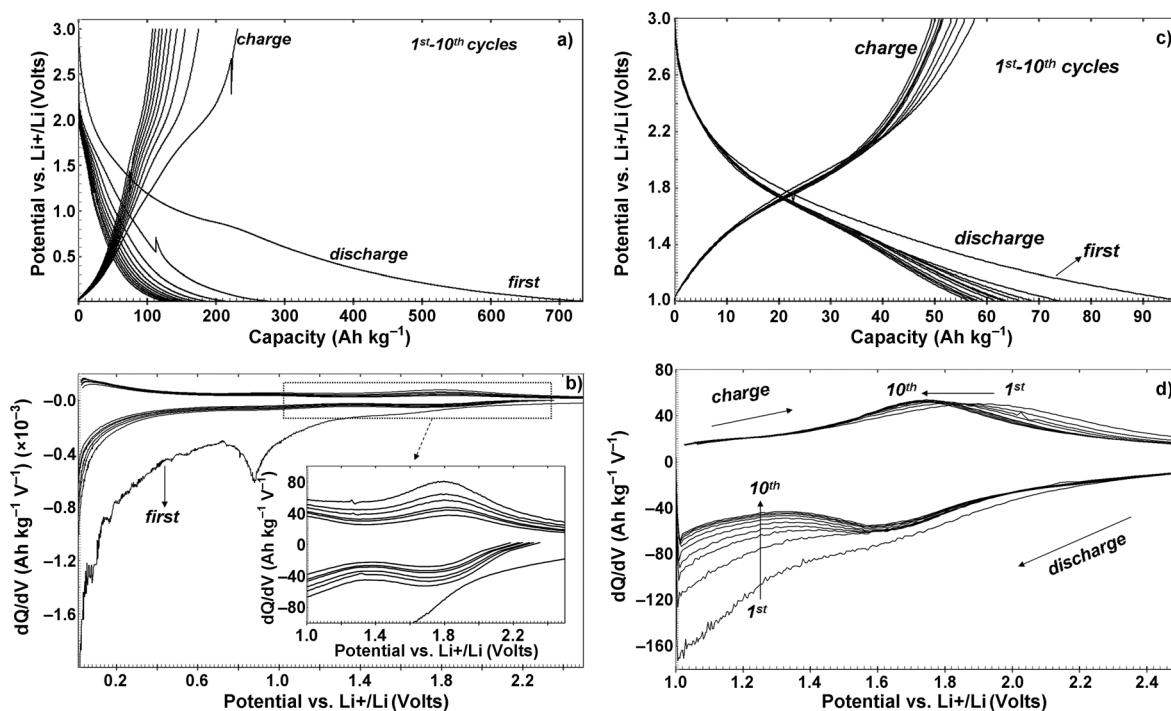 a)
1st-10th cycles
charge
discharge
first
3.0
2.5
2.0
1.5
1.0
0.5
Potential vs. Li+/Li (Volts)
0 100 200 300 400 500 600 700
Capacity (Ah kg−1)
c)
1st-10th cycles
charge
discharge
first
3.0
2.6
2.2
1.8
1.4
1.0
Potential vs. Li+/Li (Volts)
0 10 20 30 40 50 60 70 80 90
Capacity (Ah kg−1)
b)
first
−0.0
−0.4
−0.8
−1.2
−1.6
dQ/dV (Ah kg−1 V−1) (×10−3)
0.2 0.6 1.0 1.4 1.8 2.2
Potential vs. Li+/Li (Volts)
80
40
0
−40
−80
dQ/dV (Ah kg−1 V−1)
1.0 1.4 1.8 2.2
Potential vs. Li+/Li (Volts)
d)
charge
10th
1st
10th
1st
discharge
80
40
0
−40
−80
−120
−160
dQ/dV (Ah kg−1 V−1)
1.0 1.2 1.4 1.6 1.8 2.0 2.2 2.4
Potential vs. Li+/Li (Volts)